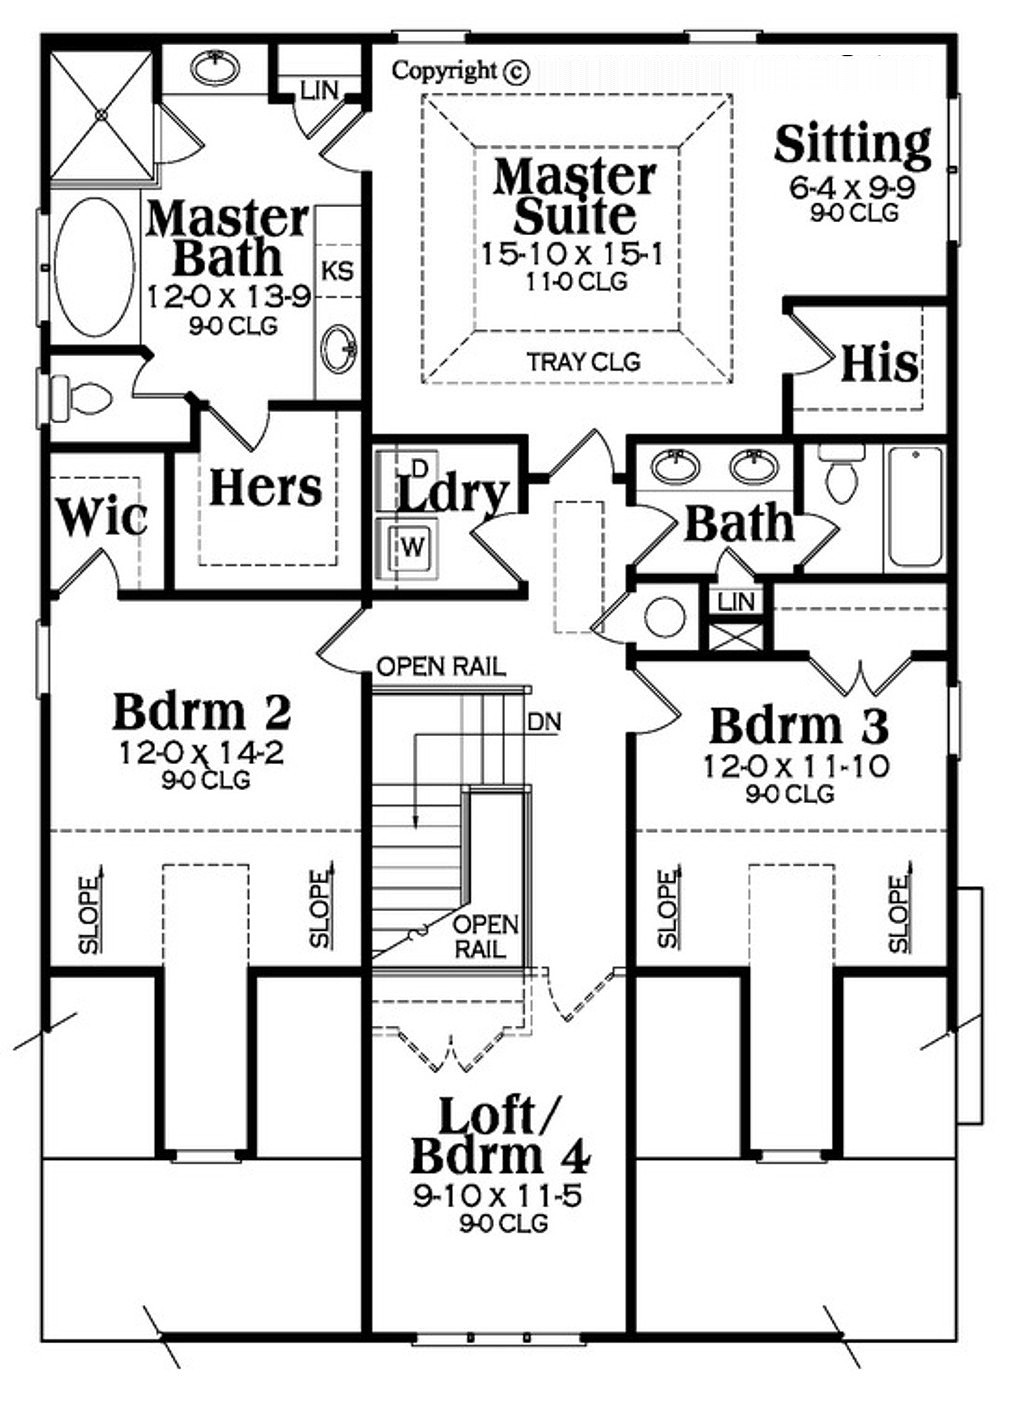 Copyright ©
LIN
Sitting
6-4 x 9-9
9-0 CLG
Master
Suite
15-10 x 15-1
11-0 CLG
TRAY CLG
Master
Bath
12-0 x 13-9
9-0 CLG
KS
His
Hers
Wic
D
Ldry
W
Bath
LIN
OPEN RAIL
DN
Bdrm 2
12-0 x 14-2
9-0 CLG
Bdrm 3
12-0 x 11-10
9-0 CLG
SLOPE
SLOPE
OPEN
RAIL
SLOPE
SLOPE
Loft/
Bdrm 4
9-10 x 11-5
9-0 CLG